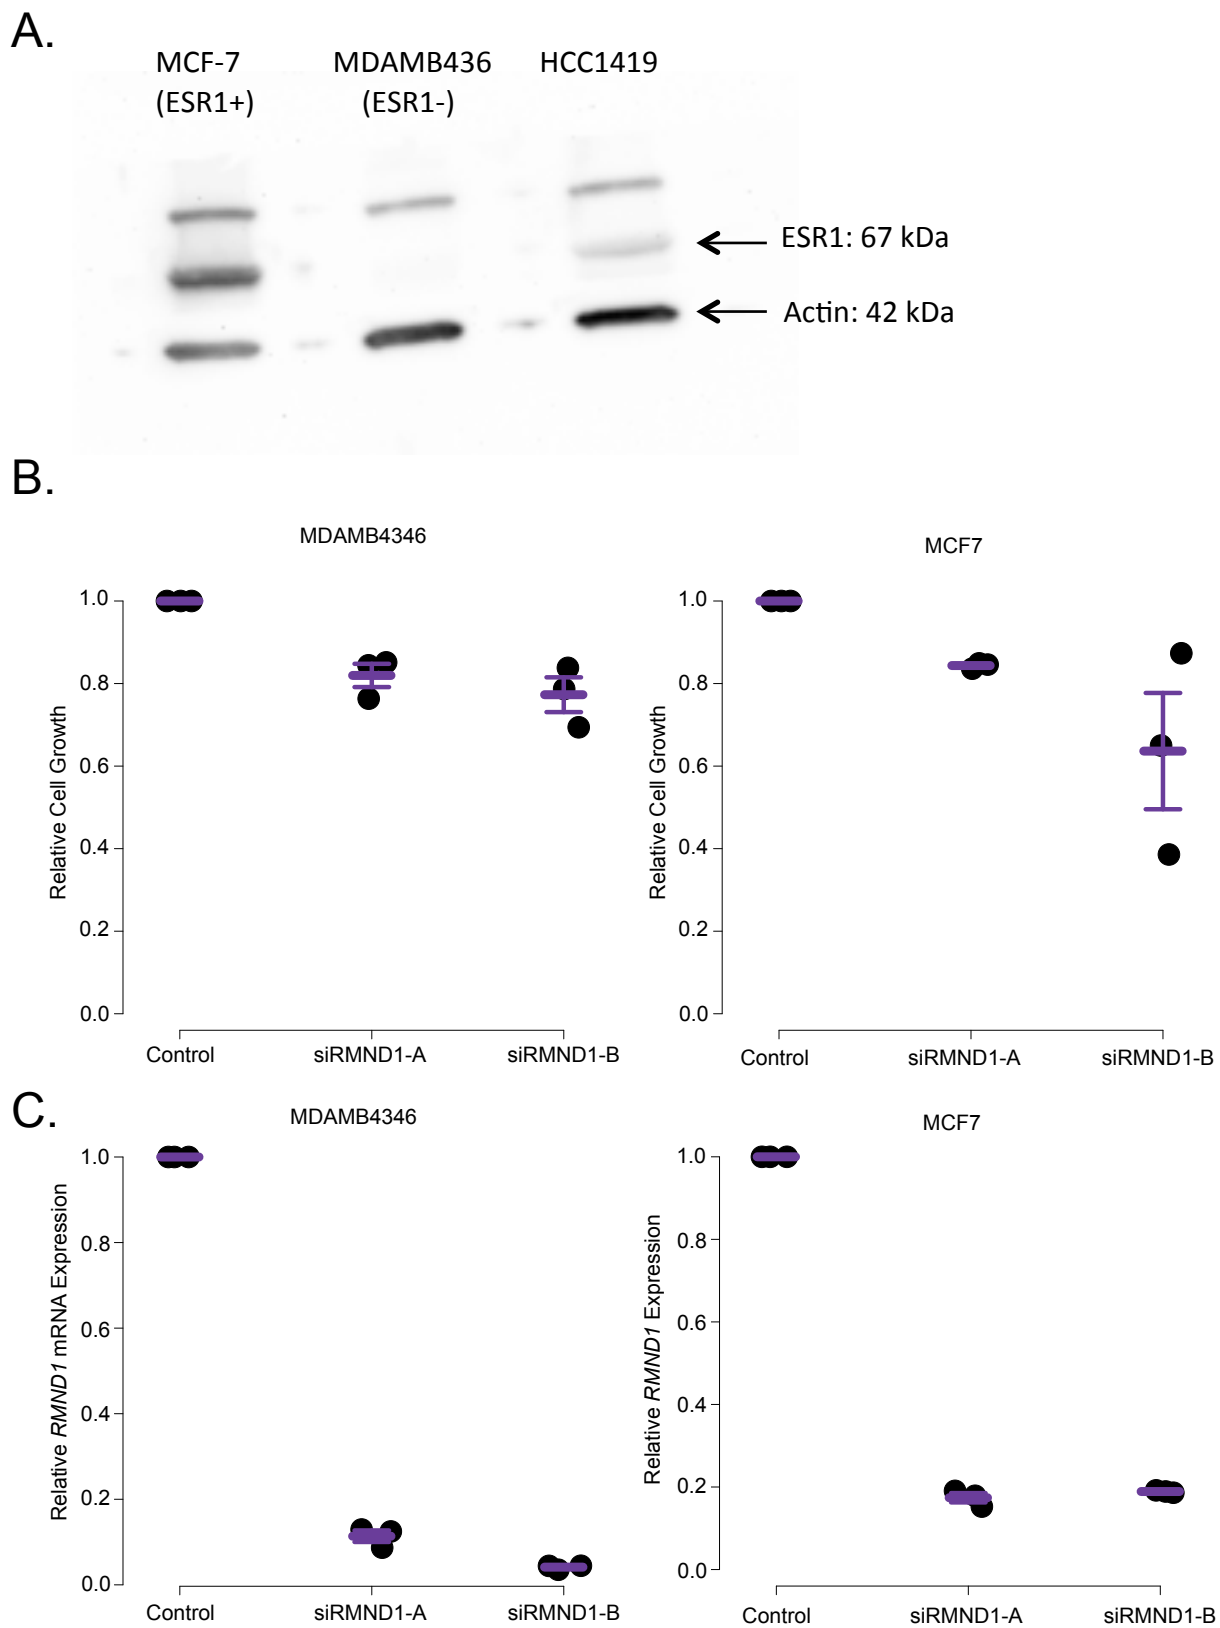 A.
MCF-7 MDAMB436 HCC1419
(ESR1+) (ESR1-)
ESR1: 67 kDa
Actin: 42 kDa
B.
MDAMB4346
Relative Cell Growth
1.0
0.8
0.6
0.4
0.2
0.0
Control siRMND1-A siRMND1-B
MCF7
Relative Cell Growth
1.0
0.8
0.6
0.4
0.2
0.0
Control siRMND1-A siRMND1-B
C.
MDAMB4346
Relative RMND1 mRNA Expression
1.0
0.8
0.6
0.4
0.2
0.0
Control siRMND1-A siRMND1-B
MCF7
Relative RMND1 Expression
1.0
0.8
0.6
0.4
0.2
0.0
Control siRMND1-A siRMND1-B